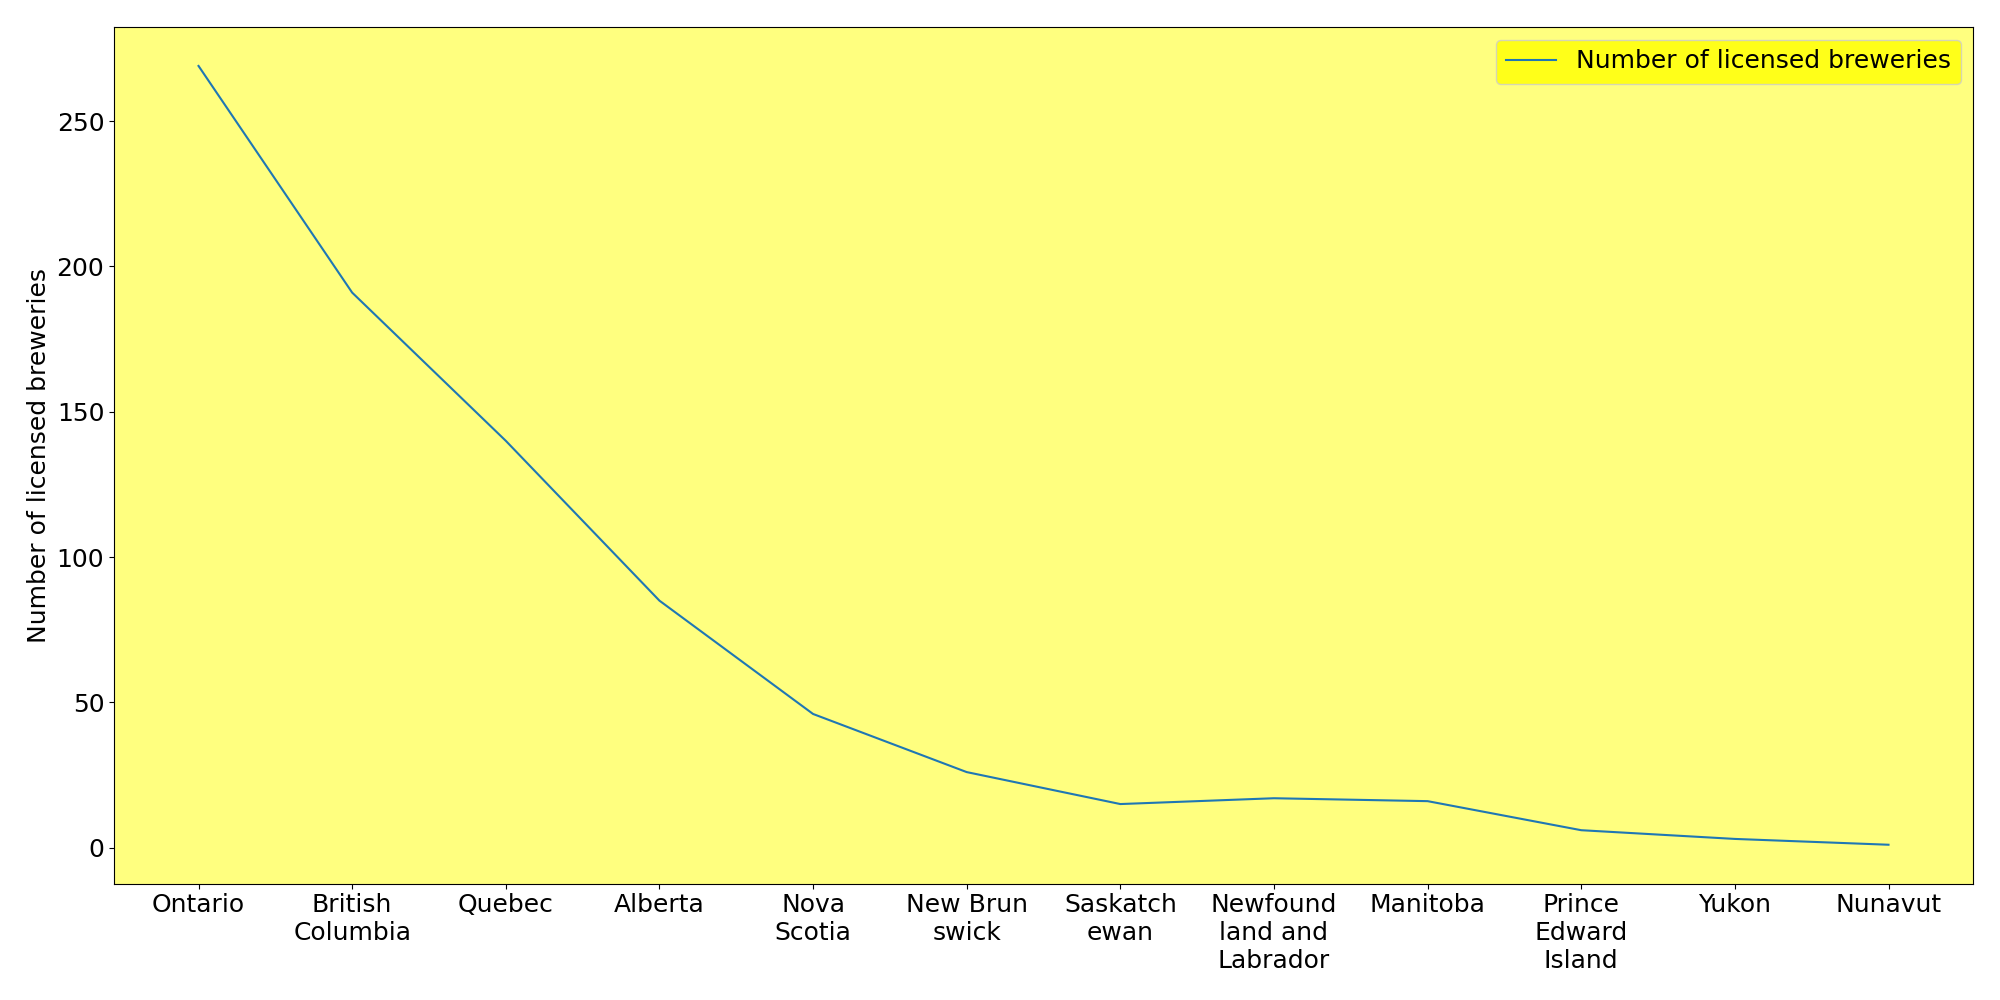 Number of licensed breweries
Number of licensed breweries
250
200
150
100
50
0
Ontario
British
Columbia
Quebec
Alberta
Nova
Scotia
New Brun
swick
Saskatch
ewan
Newfound
land and
Labrador
Manitoba
Prince
Edward
Island
Yukon
Nunavut